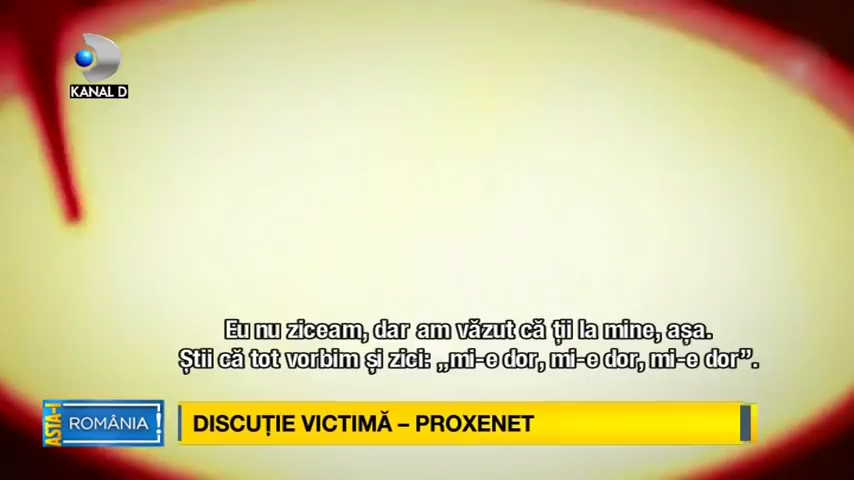 KANAL D
Eu nu ziceam, dar am văzut că ții la mine, așa.
Știi că tot vorbim și zici: „mi-e dor, mi-e dor, mi-e dor”.
ASTA-I
ROMÂNIA!
DISCUȚIE VICTIMĂ – PROXENET